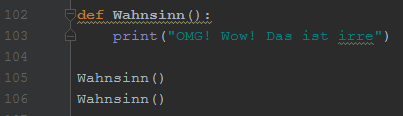 102 def Wahnsinn():
103     print("OMG! Wow! Das ist irre")
104
105 Wahnsinn()
106 Wahnsinn()